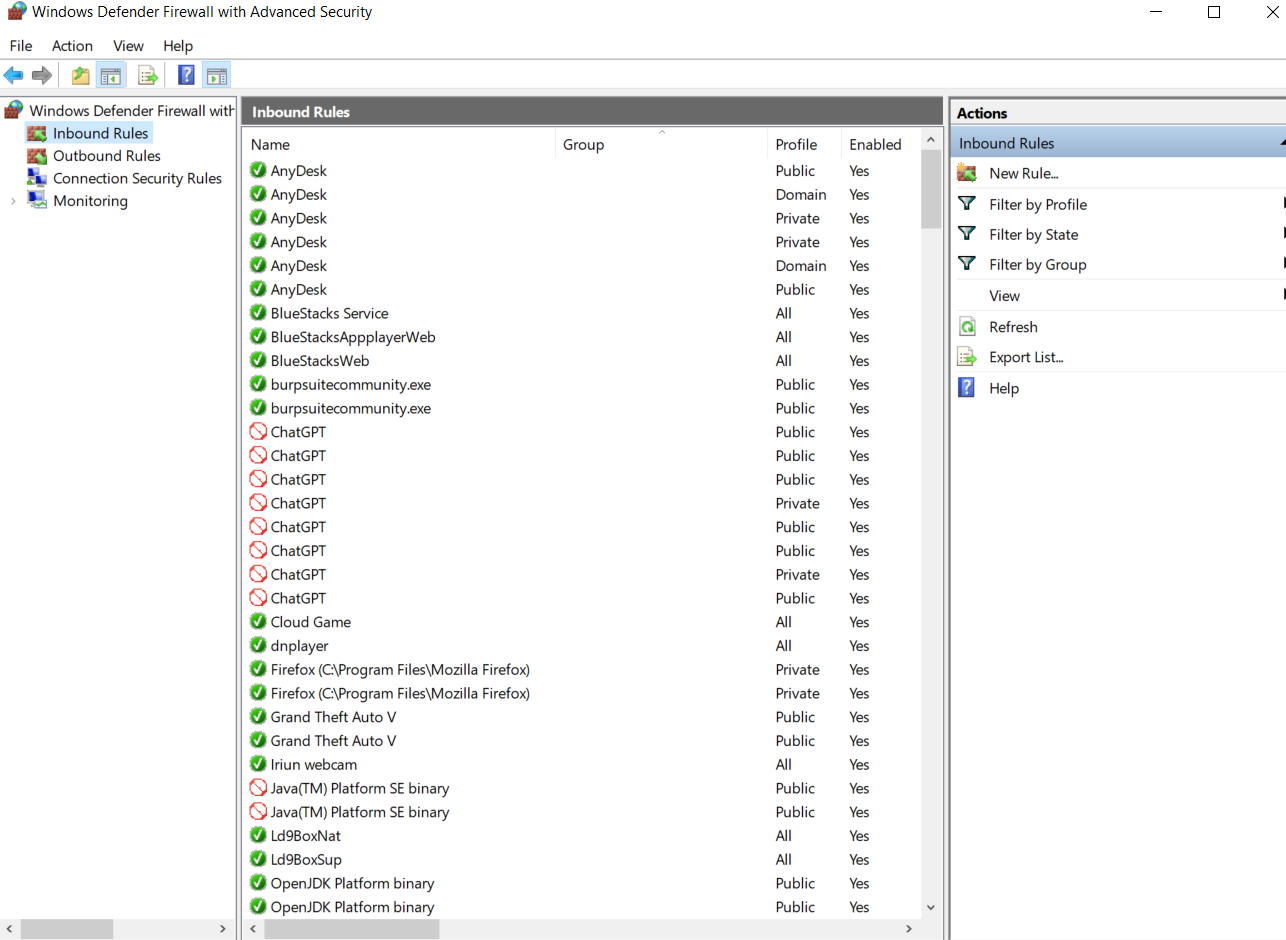 Windows Defender Firewall with Advanced Security
File Action View Help
Windows Defender Firewall with
Inbound Rules
Outbound Rules
Connection Security Rules
Monitoring
Inbound Rules
Name Group Profile Enabled
AnyDesk Public Yes
AnyDesk Domain Yes
AnyDesk Private Yes
AnyDesk Private Yes
AnyDesk Domain Yes
AnyDesk Public Yes
BlueStacks Service All Yes
BlueStacksAppplayerWeb All Yes
BlueStacksWeb All Yes
burpsuitecommunity.exe Public Yes
burpsuitecommunity.exe Public Yes
ChatGPT Public Yes
ChatGPT Public Yes
ChatGPT Public Yes
ChatGPT Private Yes
ChatGPT Public Yes
ChatGPT Public Yes
ChatGPT Private Yes
ChatGPT Public Yes
Cloud Game All Yes
dnplayer All Yes
Firefox (C:\Program Files\Mozilla Firefox) Private Yes
Firefox (C:\Program Files\Mozilla Firefox) Private Yes
Grand Theft Auto V Public Yes
Grand Theft Auto V Public Yes
Iriun webcam All Yes
Java(TM) Platform SE binary Public Yes
Java(TM) Platform SE binary Public Yes
Ld9BoxNat All Yes
Ld9BoxSup All Yes
OpenJDK Platform binary Public Yes
OpenJDK Platform binary Public Yes
Actions
Inbound Rules
New Rule...
Filter by Profile
Filter by State
Filter by Group
View
Refresh
Export List...
Help